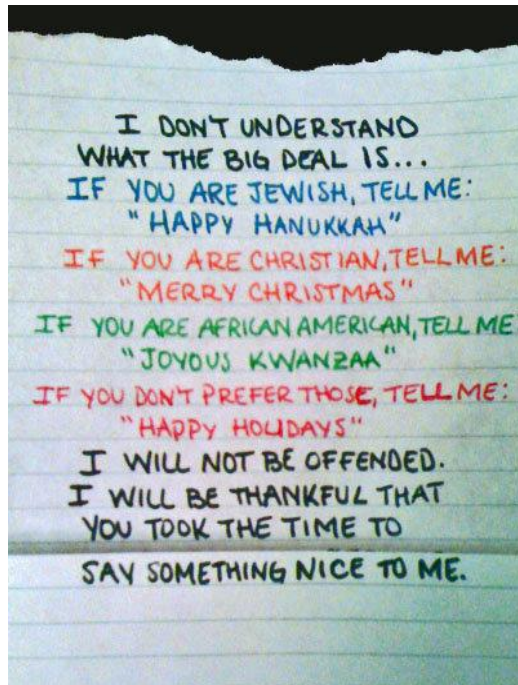 I DON'T UNDERSTAND
WHAT THE BIG DEAL IS...
IF YOU ARE JEWISH, TELL ME:
"HAPPY HANUKKAH"
IF YOU ARE CHRISTIAN, TELL ME:
"MERRY CHRISTMAS"
IF YOU ARE AFRICAN AMERICAN, TELL ME
"JOYOUS KWANZAA"
IF YOU DON'T PREFER THOSE, TELL ME:
"HAPPY HOLIDAYS"
I WILL NOT BE OFFENDED.
I WILL BE THANKFUL THAT
YOU TOOK THE TIME TO
SAY SOMETHING NICE TO ME.